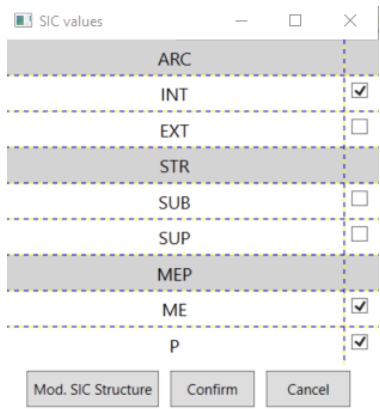 SIC values
ARC
INT
EXT
STR
SUB
SUP
MEP
ME
P
Mod. SIC Structure Confirm Cancel